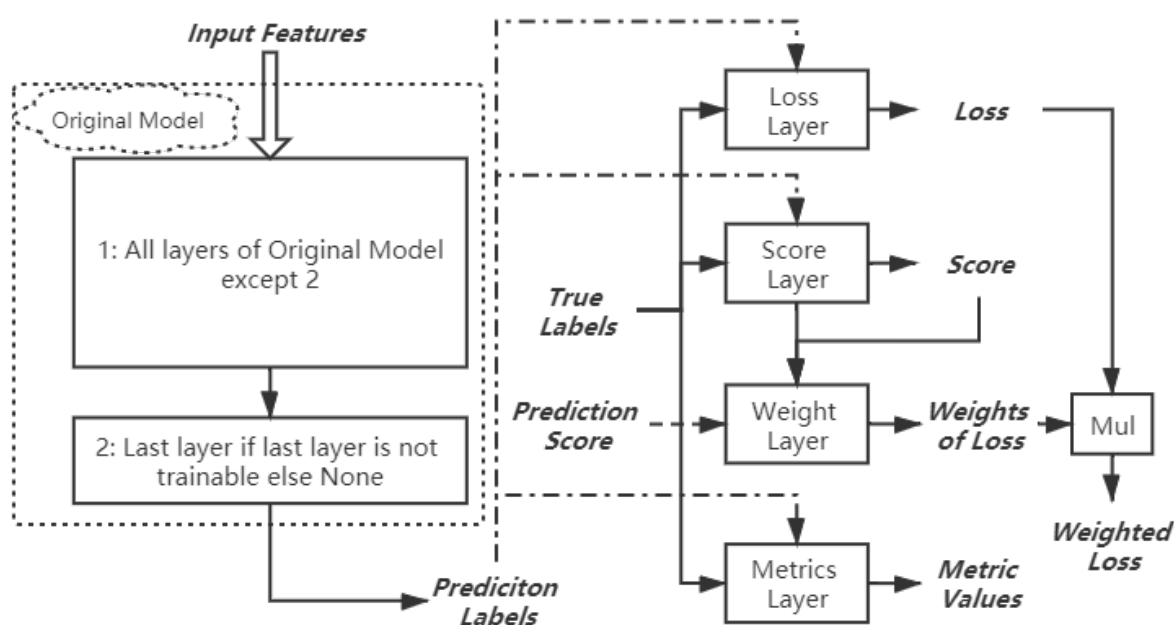 Input Features
Original Model
1: All layers of Original Model
except 2
2: Last layer if last layer is not
trainable else None
Prediciton
Labels
True
Labels
Prediction
Score
Loss
Layer
Loss
Score
Layer
Score
Weight
Layer
Weights
of Loss
Mul
Weighted
Loss
Metrics
Layer
Metric
Values